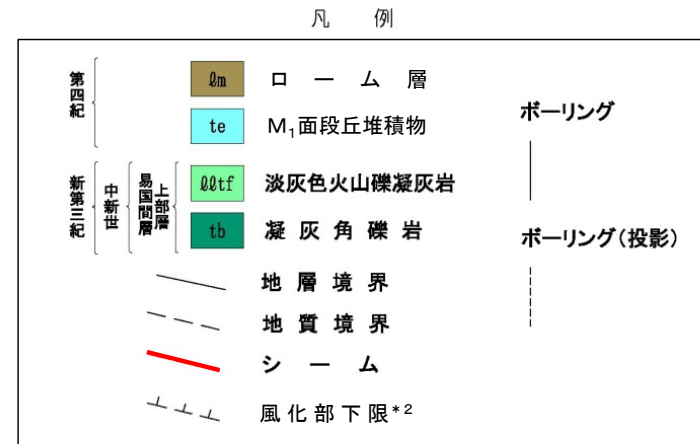 凡 例
第四紀
ℓm ローム層
te M₁面段丘堆積物
新第三紀
中新世
易国間層
上部層
ℓℓtf 淡灰色火山礫凝灰岩
tb 凝灰角礫岩
地層境界
地質境界
シーム
風化部下限*²
ボーリング
ボーリング(投影)